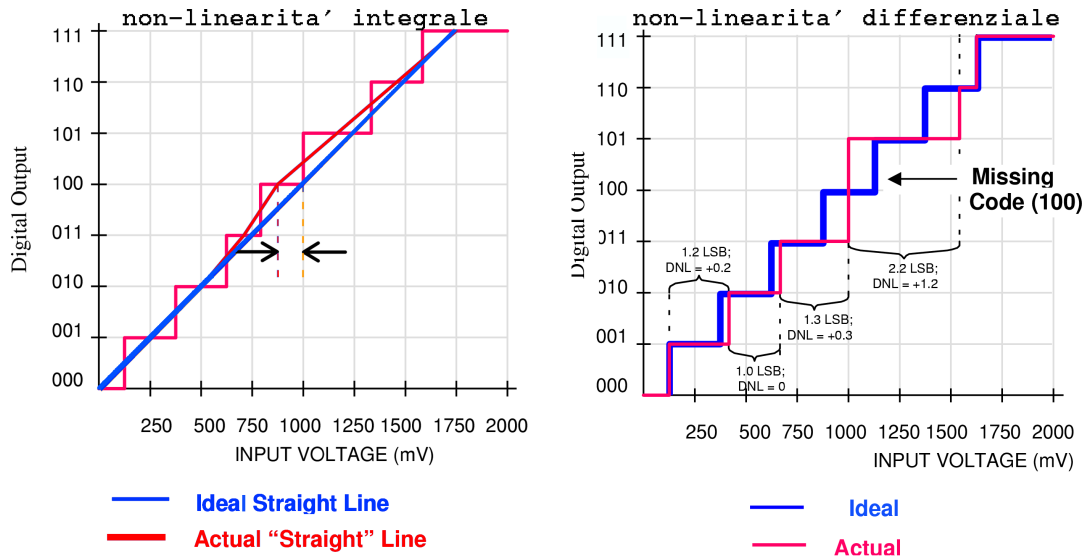 non-linearita' integrale
111
110
101
100
011
010
001
000
Digital Output
250 500 750 1000 1250 1500 1750 2000
INPUT VOLTAGE (mV)
Ideal Straight Line
Actual “Straight” Line
non-linearita' differenziale
111
110
101
100
011
010
001
000
Digital Output
Missing
Code (100)
1.2 LSB;
DNL = +0.2
2.2 LSB;
DNL = +1.2
1.3 LSB;
DNL = +0.3
1.0 LSB;
DNL = 0
250 500 750 1000 1250 1500 1750 2000
INPUT VOLTAGE (mV)
Ideal
Actual